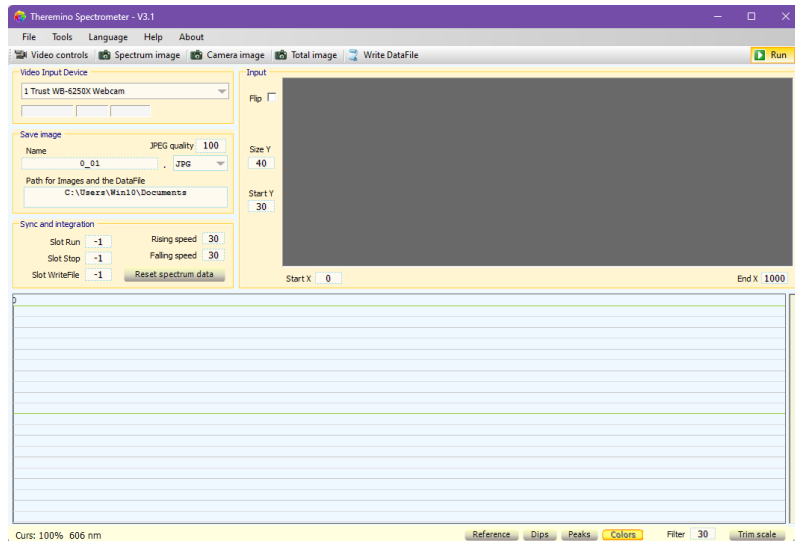 Theremino Spectrometer - V3.1
File Tools Language Help About
Video controls Spectrum image Camera image Total image Write DataFile Run
Video Input Device
1 Trust WB-6250X Webcam
Save image
Name JPEG quality 100
0_01 . JPG
Path for Images and the DataFile
C:\Users\Win10\Documents
Sync and integration
Slot Run -1 Rising speed 30
Slot Stop -1 Falling speed 30
Slot WriteFile -1 Reset spectrum data
Input
Flip
Size Y
40
Start Y
30
Start X 0 End X 1000
0
Curs: 100% 606 nm Reference Dips Peaks Colors Filter 30 Trim scale